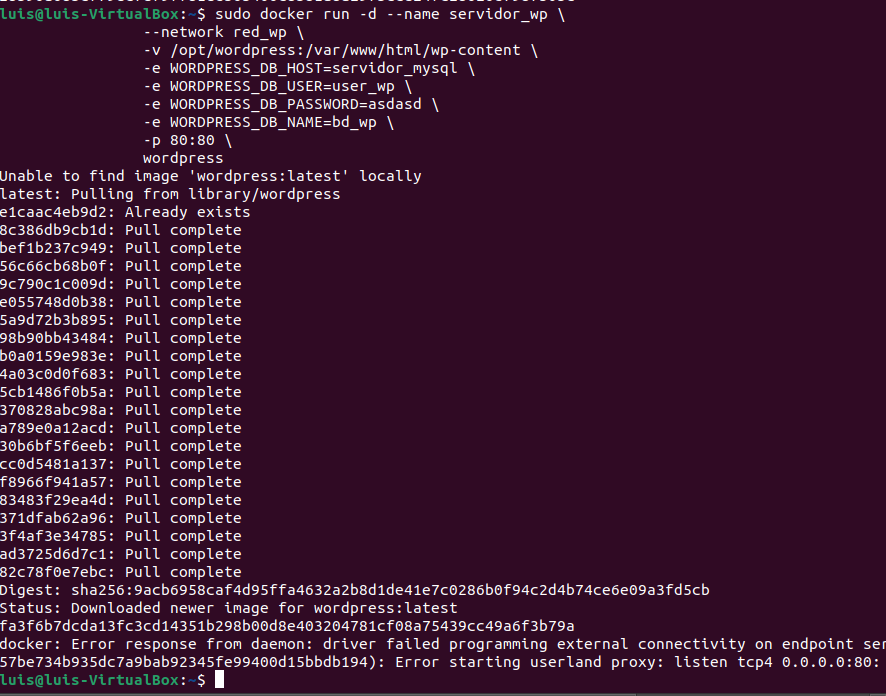 luis@luis-VirtualBox:~$ sudo docker run -d --name servidor_wp \
--network red_wp \
-v /opt/wordpress:/var/www/html/wp-content \
-e WORDPRESS_DB_HOST=servidor_mysql \
-e WORDPRESS_DB_USER=user_wp \
-e WORDPRESS_DB_PASSWORD=asdasd \
-e WORDPRESS_DB_NAME=bd_wp \
-p 80:80 \
wordpress
Unable to find image 'wordpress:latest' locally
latest: Pulling from library/wordpress
e1caac4eb9d2: Already exists
8c386db9cb1d: Pull complete
bef1b237c949: Pull complete
56c66cb68b0f: Pull complete
9c790c1c009d: Pull complete
e055748d0b38: Pull complete
5a9d72b3b895: Pull complete
98b90bb43484: Pull complete
b0a0159e983e: Pull complete
4a03c0d0f683: Pull complete
5cb1486f0b5a: Pull complete
370828abc98a: Pull complete
a789e0a12acd: Pull complete
30b6bf5f6eeb: Pull complete
cc0d5481a137: Pull complete
f8966f941a57: Pull complete
83483f29ea4d: Pull complete
371dfab62a96: Pull complete
3f4af3e34785: Pull complete
ad3725d6d7c1: Pull complete
82c78f0e7ebc: Pull complete
Digest: sha256:9acb6958caf4d95ffa4632a2b8d1de41e7c0286b0f94c2d4b74ce6e09a3fd5cb
Status: Downloaded newer image for wordpress:latest
fa3f6b7dcda13fc3cd14351b298b00d8e403204781cf08a75439cc49a6f3b79a
docker: Error response from daemon: driver failed programming external connectivity on endpoint ser
57be734b935dc7a9bab92345fe99400d15bbdb194): Error starting userland proxy: listen tcp4 0.0.0.0:80:
luis@luis-VirtualBox:~$